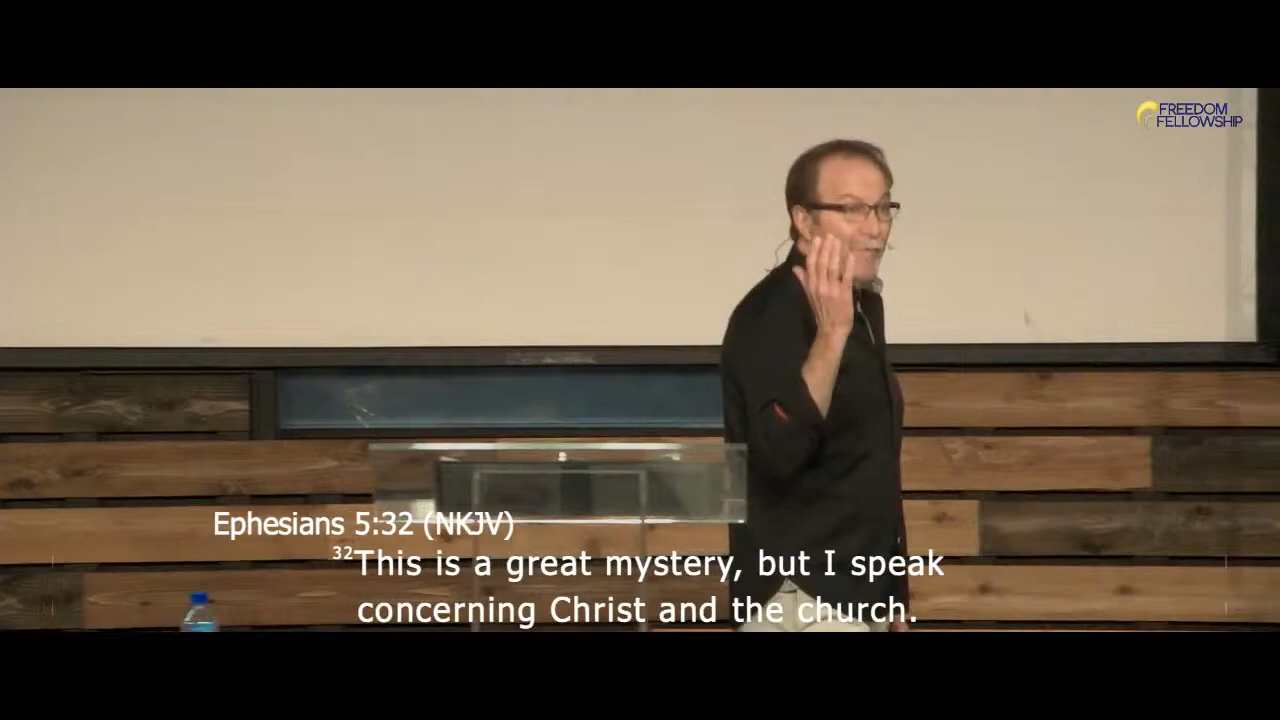 FREEDOM
FELLOWSHIP
Ephesians 5:32 (NKJV)
32This is a great mystery, but I speak
concerning Christ and the church.